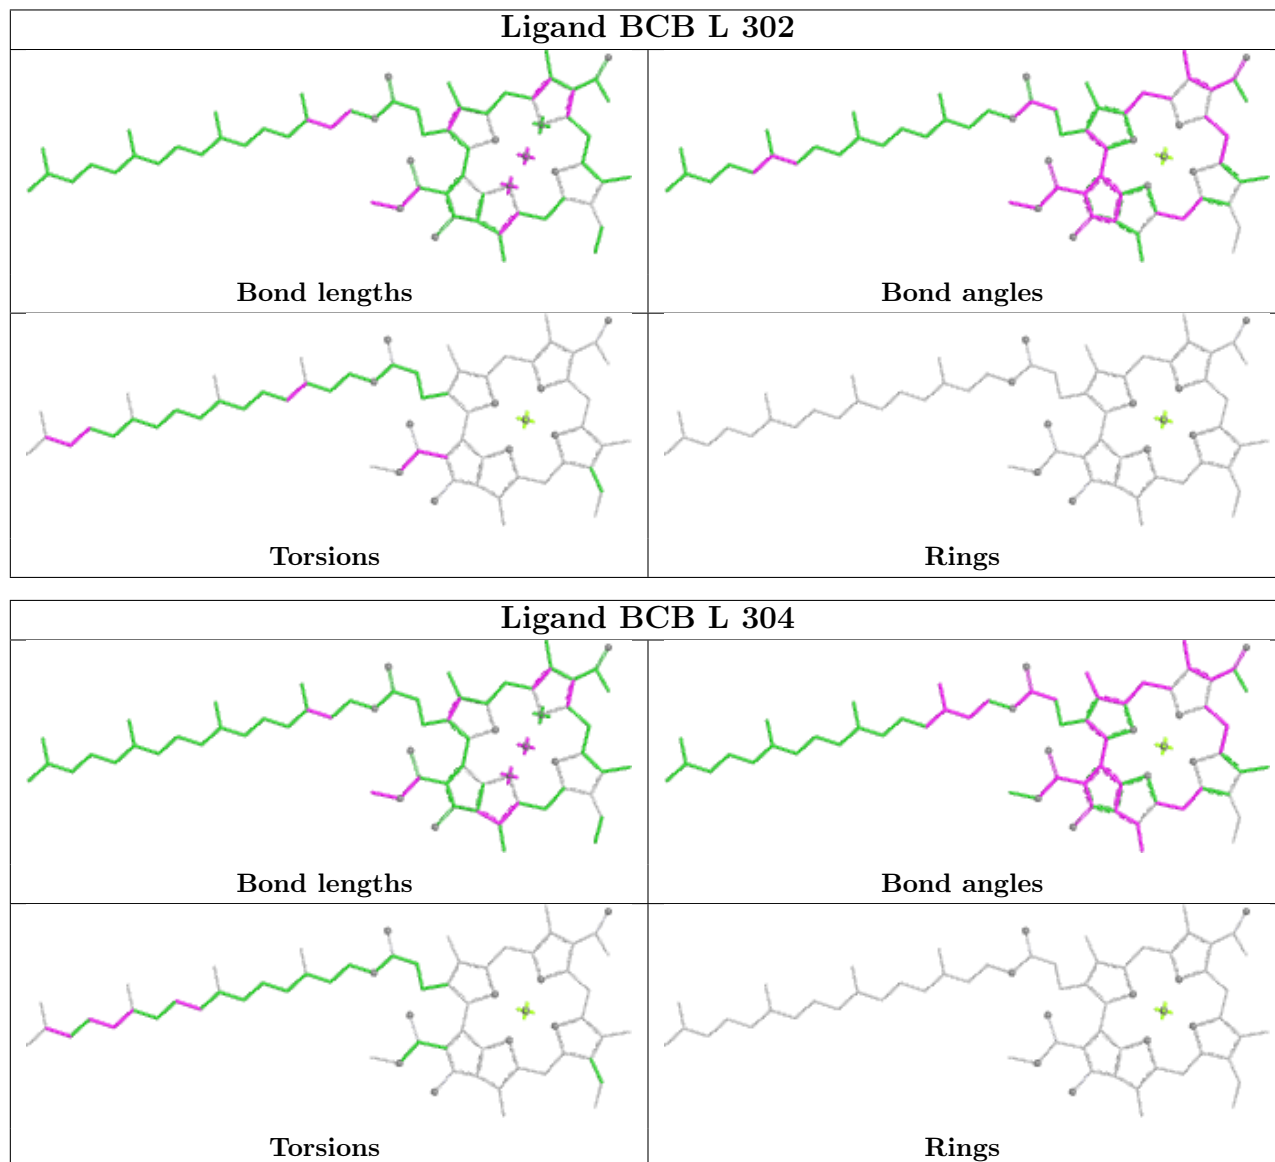 Ligand BCB L 302
Bond lengths
Bond angles
Torsions
Rings
Ligand BCB L 304
Bond lengths
Bond angles
Torsions
Rings